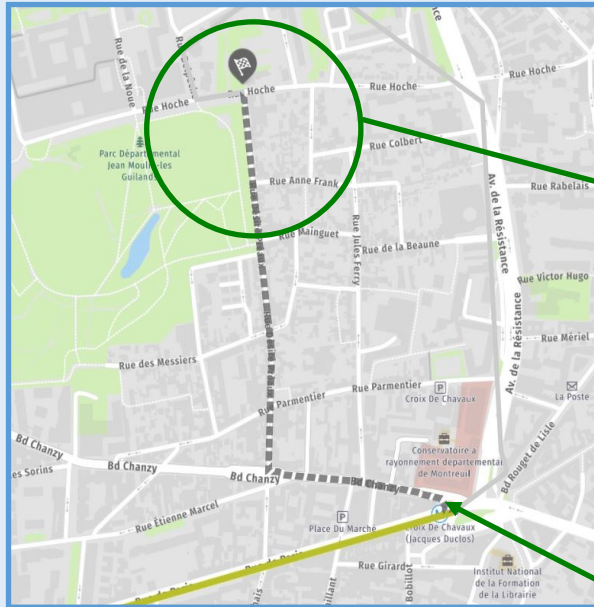 Rue de la Noue
Rue Hoche
Rue Hoche
Rue Hoche
Rue Hoche
Parc Départemental
Jean Moulin-les
Guilands
Rue Colbert
Rue Anne Frank
Rue Rabelais
Av. de la Résistance
Rue Mainguet
Rue de la Beaune
Rue Jules Ferry
Rue Victor Hugo
Av. de la Résistance
Rue Mériel
Rue des Messiers
Rue Parmentier
Rue Parmentier
P
Croix De Chavaux
La Poste
Bd Chanzy
Bd Chanzy
Bd Chanzy
Bd Chanzy
es Sorins
Conservatoire à
rayonnement départemental
de Montreuil
Bd Rouget de Lisle
Rue Étienne Marcel
P
Place Du Marché
Croix De Chavaux
(Jacques Duclos)
Rue Girard
Bobillot
Institut National
de la Formation
de la Librairie